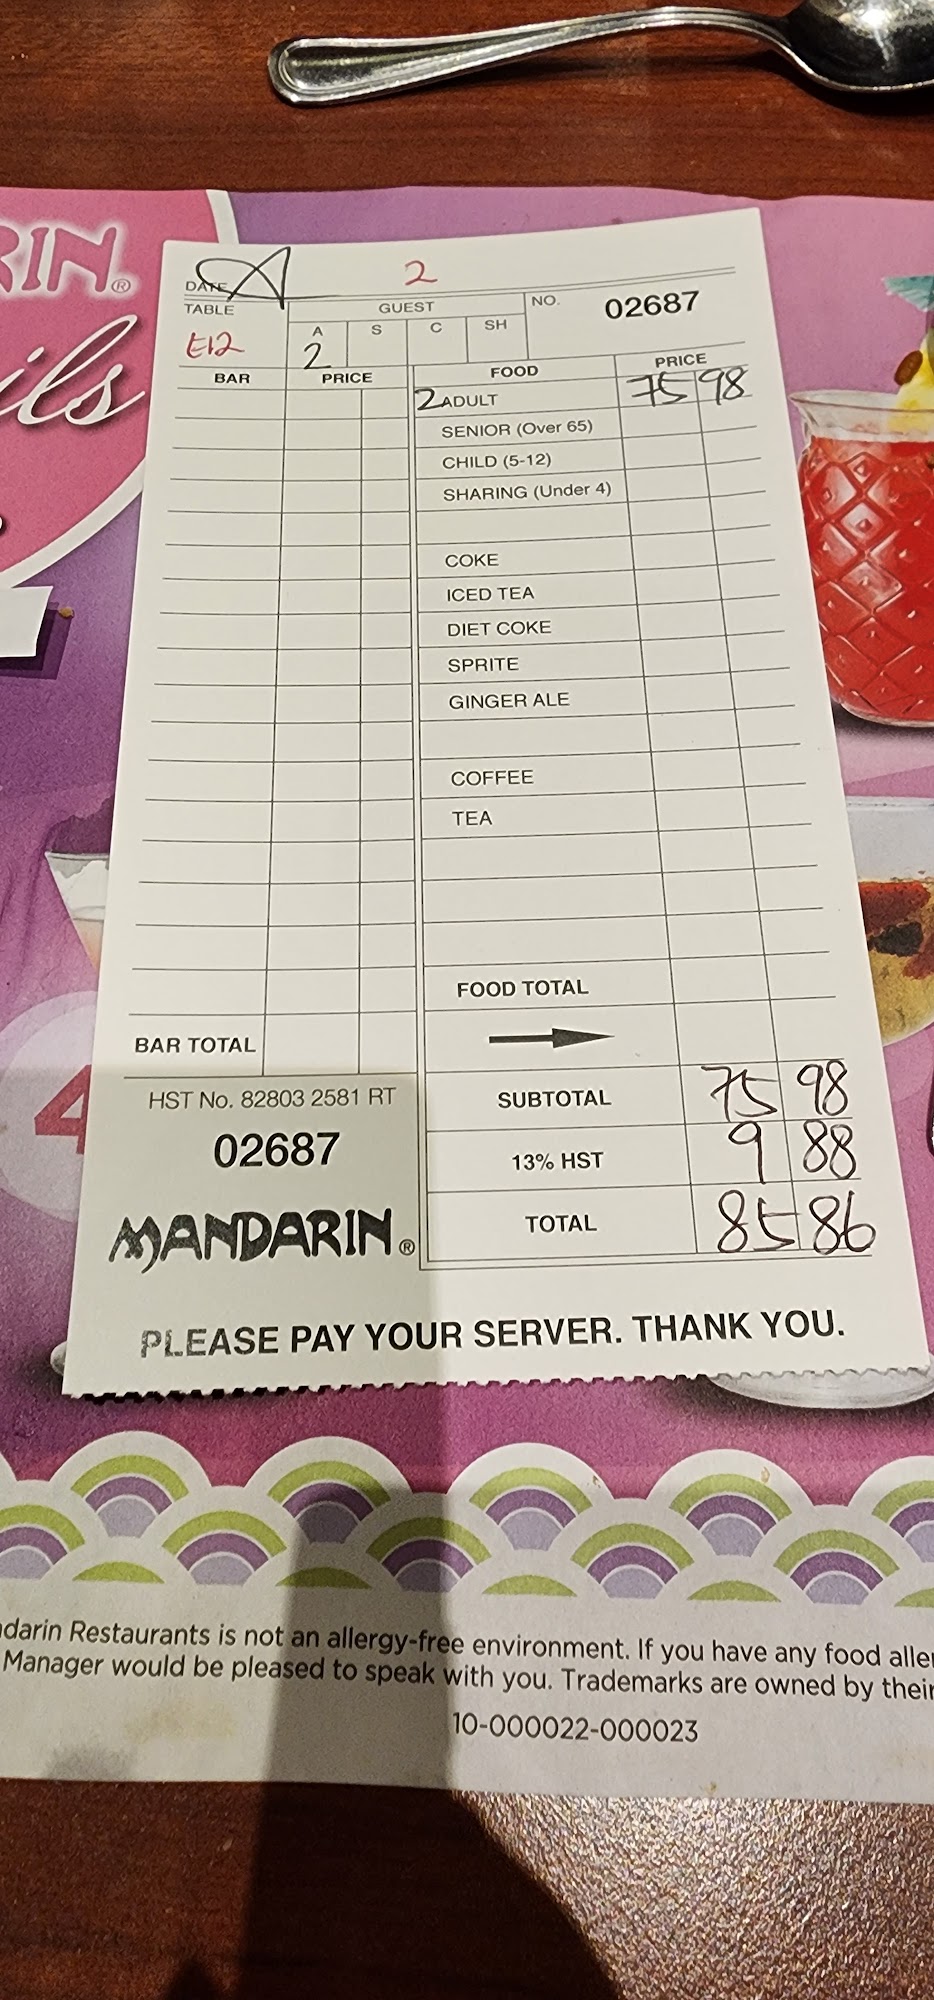 RIN®
ils
DATE 2
TABLE GUEST NO. 02687
E12 A S C SH
2
BAR PRICE FOOD PRICE
2 ADULT 75 98
SENIOR (Over 65)
CHILD (5-12)
SHARING (Under 4)
COKE
ICED TEA
DIET COKE
SPRITE
GINGER ALE
COFFEE
TEA
FOOD TOTAL
BAR TOTAL
HST No. 82803 2581 RT SUBTOTAL 75 98
02687 13% HST 9 88
MANDARIN® TOTAL 85 86
PLEASE PAY YOUR SERVER. THANK YOU.
4
ndarin Restaurants is not an allergy-free environment. If you have any food aller
Manager would be pleased to speak with you. Trademarks are owned by their
10-000022-000023